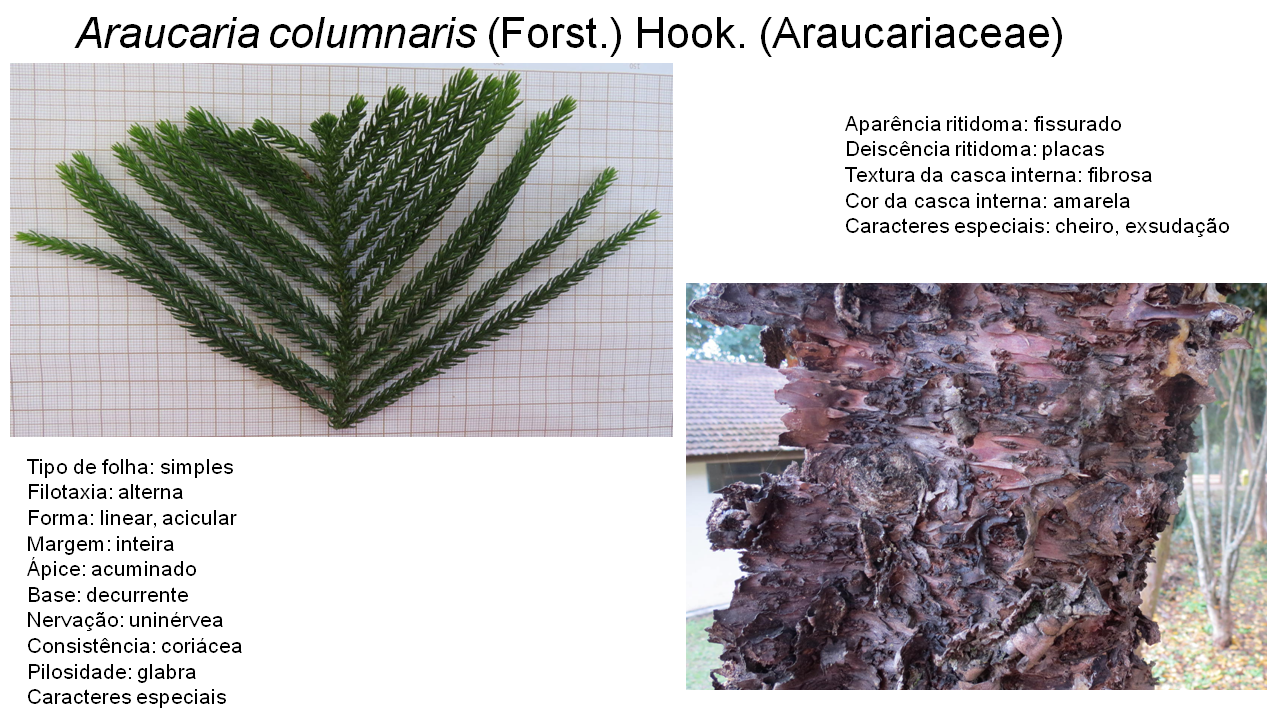 Araucaria columnaris (Forst.) Hook. (Araucariaceae)
Aparência ritidoma: fissurado
Deiscência ritidoma: placas
Textura da casca interna: fibrosa
Cor da casca interna: amarela
Caracteres especiais: cheiro, exsudação
Tipo de folha: simples
Filotaxia: alterna
Forma: linear, acicular
Margem: inteira
Ápice: acuminado
Base: decurrente
Nervação: uninérvea
Consistência: coriácea
Pilosidade: glabra
Caracteres especiais